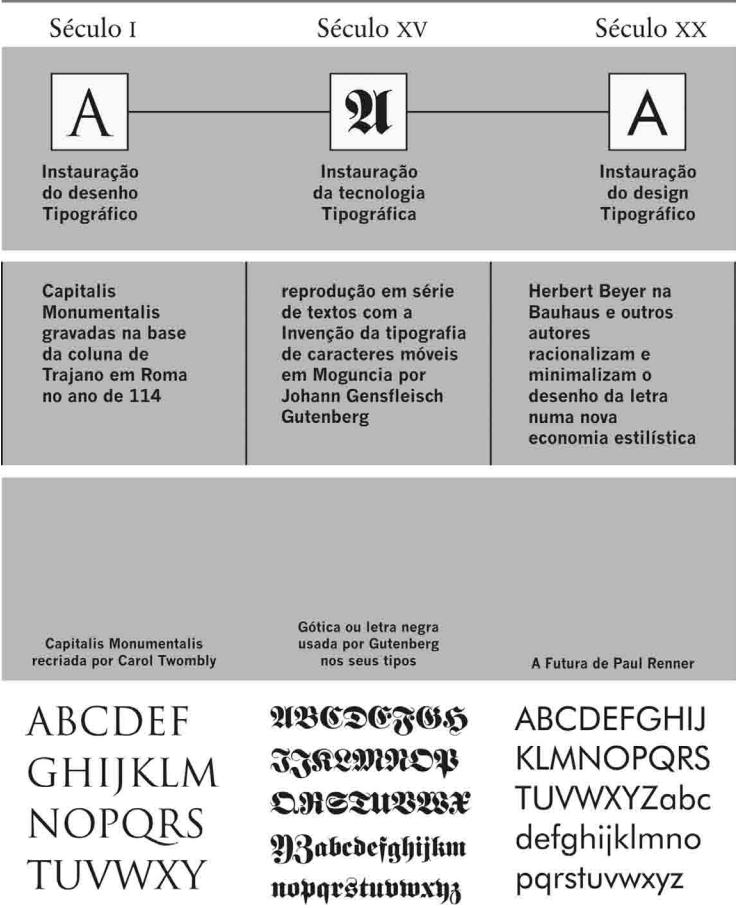 Século I
Século XV
Século XX
A
A
A
Instauração
do desenho
Tipográfico
Instauração
da tecnologia
Tipográfica
Instauração
do design
Tipográfico
Capitalis
Monumentalis
gravadas na base
da coluna de
Trajano em Roma
no ano de 114
reprodução em série
de textos com a
Invenção da tipografia
de caracteres móveis
em Moguncia por
Johann Gensfleisch
Gutenberg
Herbert Beyer na
Bauhaus e outros
autores
racionalizam e
minimalizam o
desenho da letra
numa nova
economia estilística
Capitalis Monumentalis
recriada por Carol Twombly
Gótica ou letra negra
usada por Gutenberg
nos seus tipos
A Futura de Paul Renner
ABCDEF
GHIJKLM
NOPQRS
TUVWXY
ABCDEFGH
IJKLMNOP
QRSTUVWX
YZabcdefghijkm
nopqrstuvwxyz
ABCDEFGHIJ
KLMNOPQRS
TUVWXYZabc
defghijklmno
pqrstuvwxyz